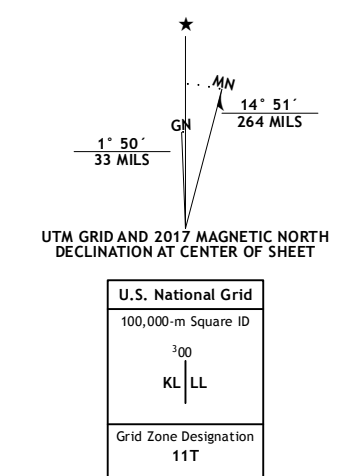 ★
MN
14° 51´
264 MILS
GN
1° 50´
33 MILS
UTM GRID AND 2017 MAGNETIC NORTH
DECLINATION AT CENTER OF SHEET
U.S. National Grid
100,000-m Square ID
³00
KL LL
Grid Zone Designation
11T